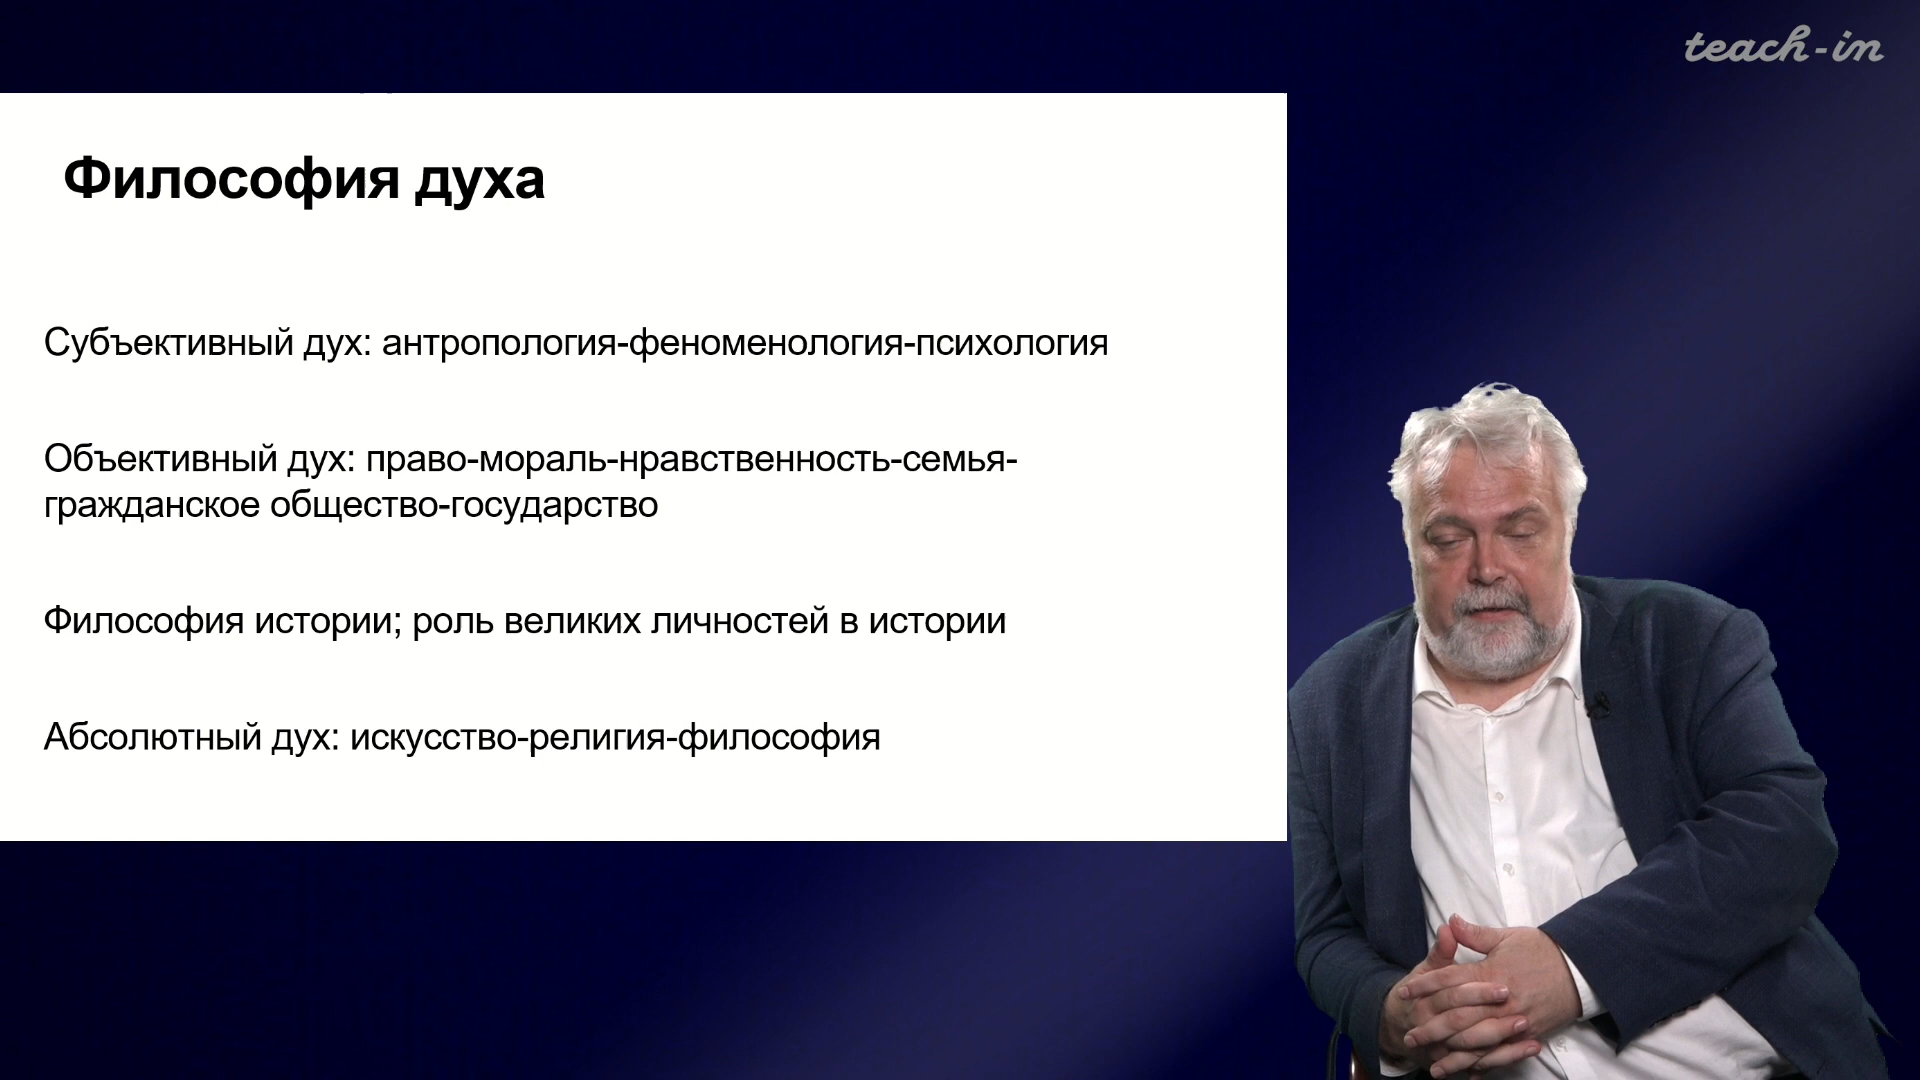 teach-in
Философия духа
Субъективный дух: антропология-феноменология-психология
Объективный дух: право-мораль-нравственность-семья-
гражданское общество-государство
Философия истории; роль великих личностей в истории
Абсолютный дух: искусство-религия-философия